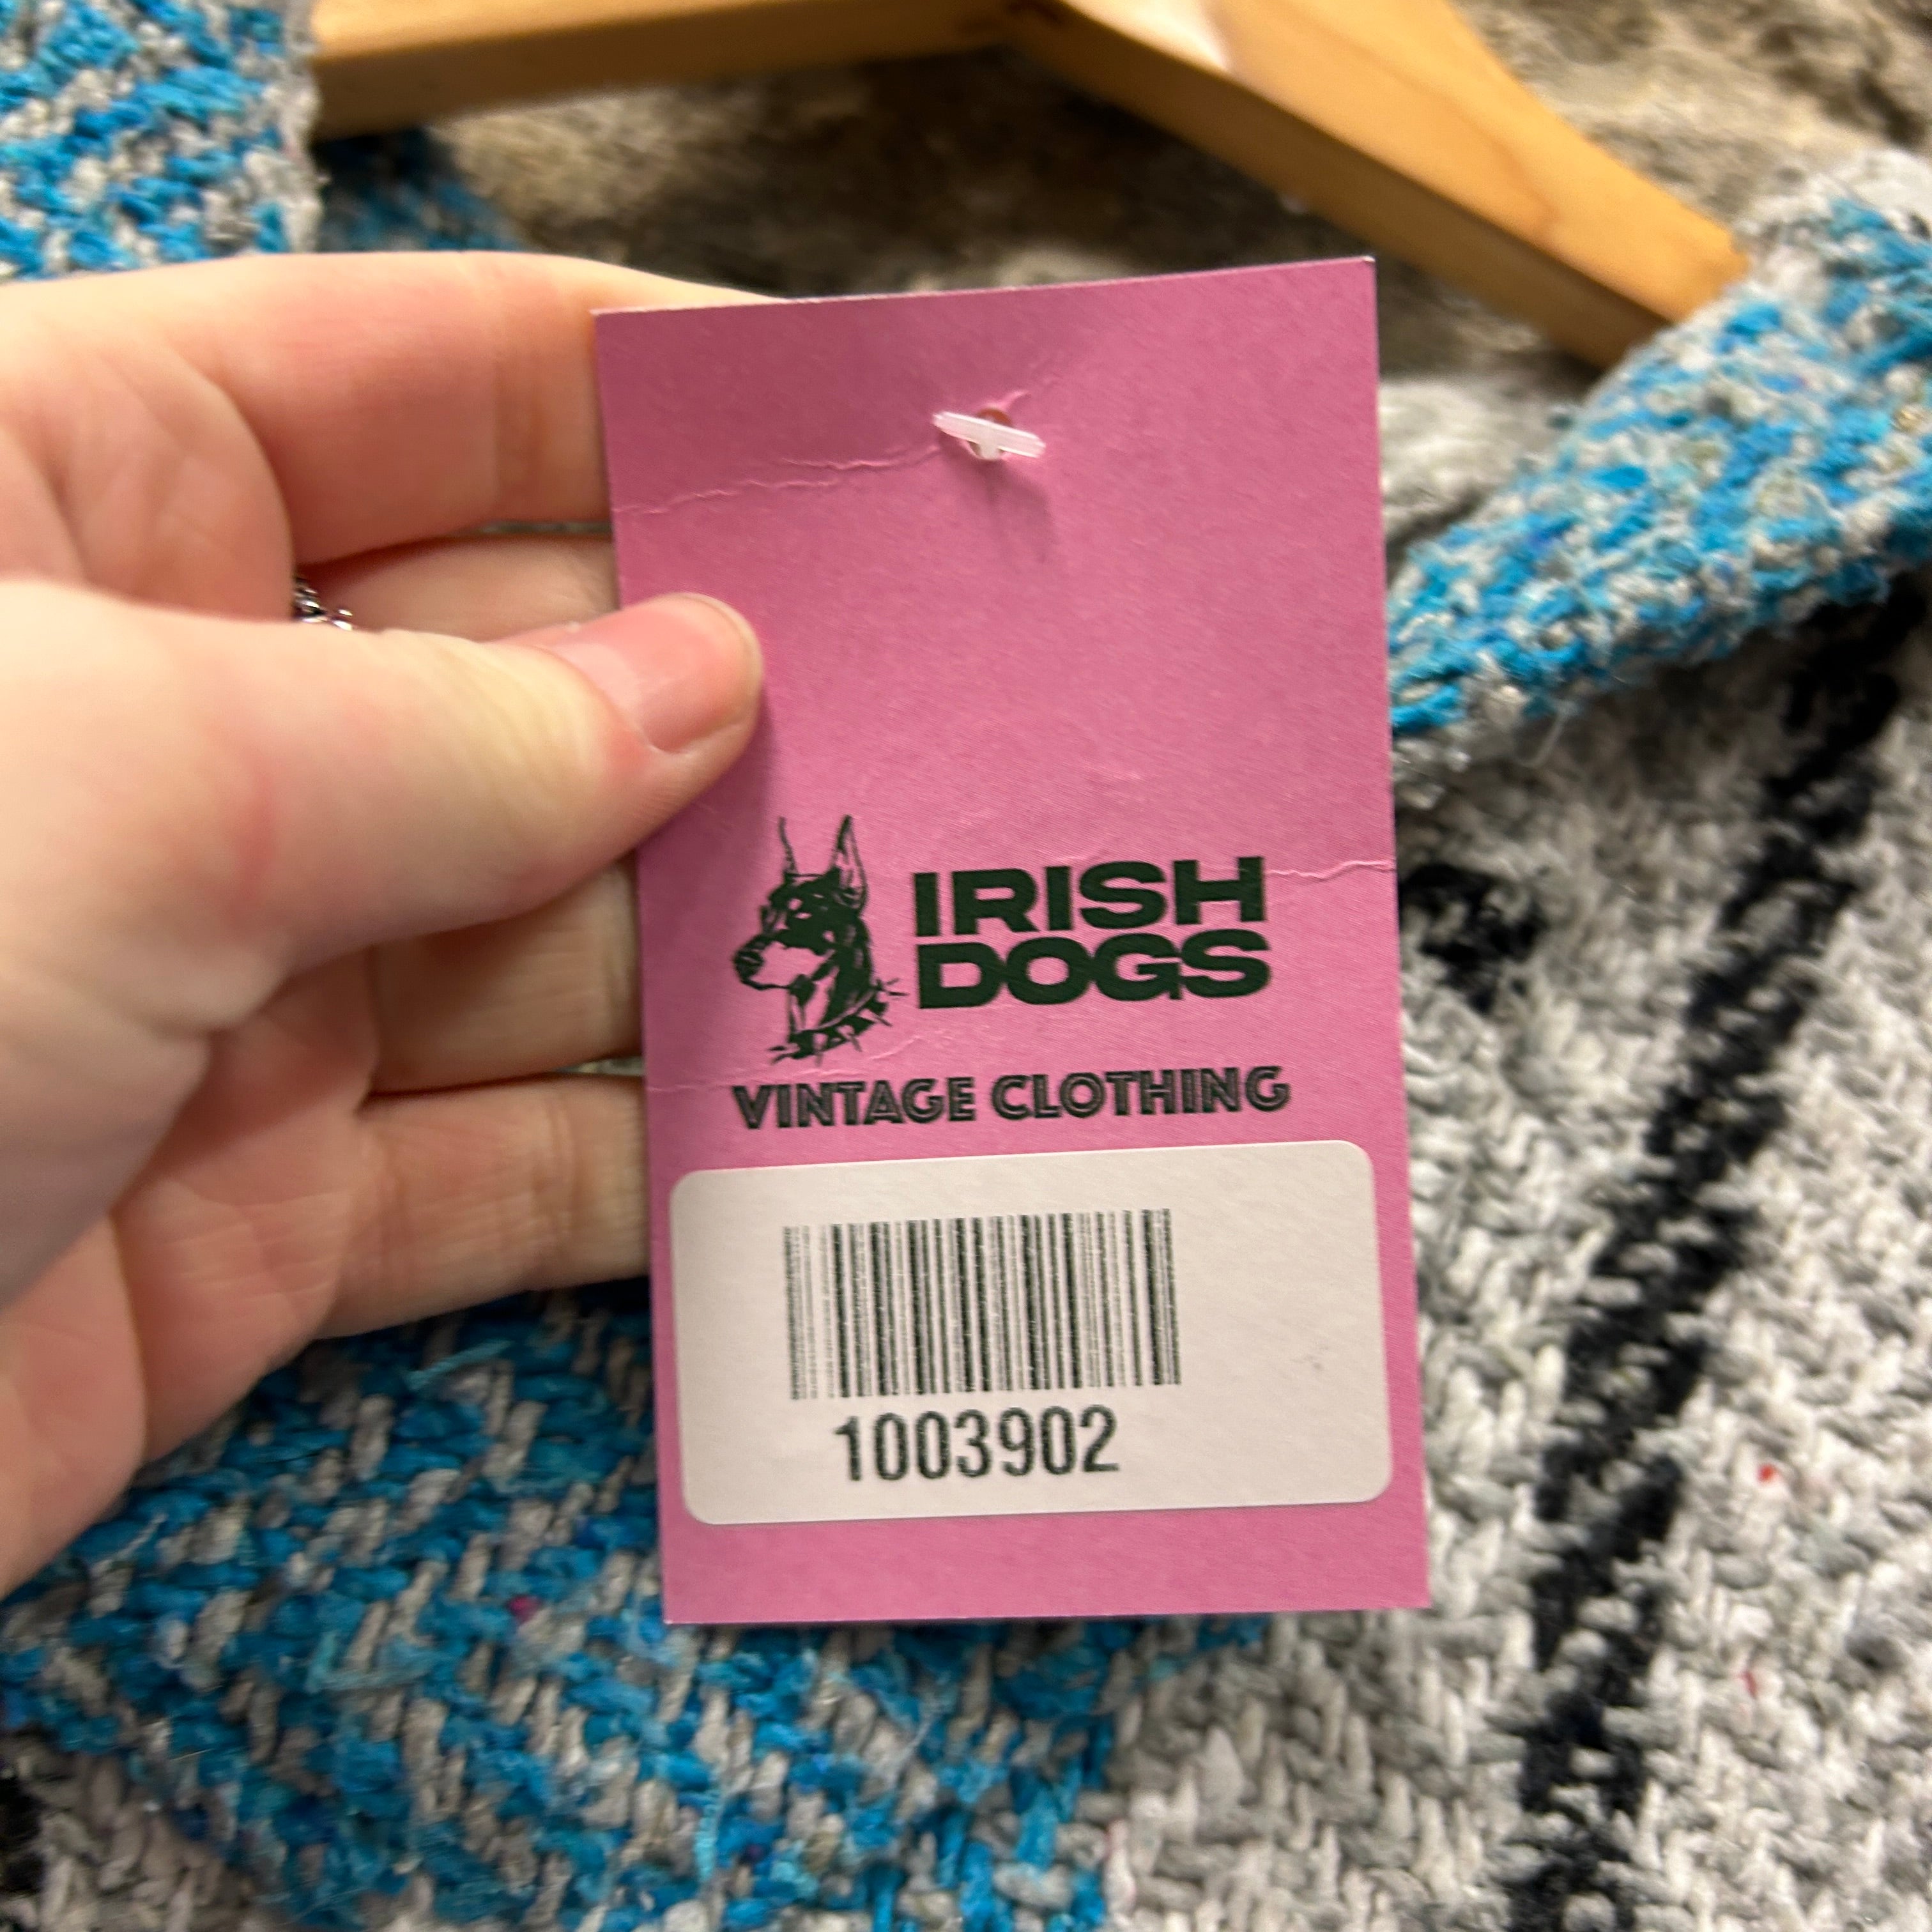 IRISH
DOGS
VINTAGE CLOTHING
1003902